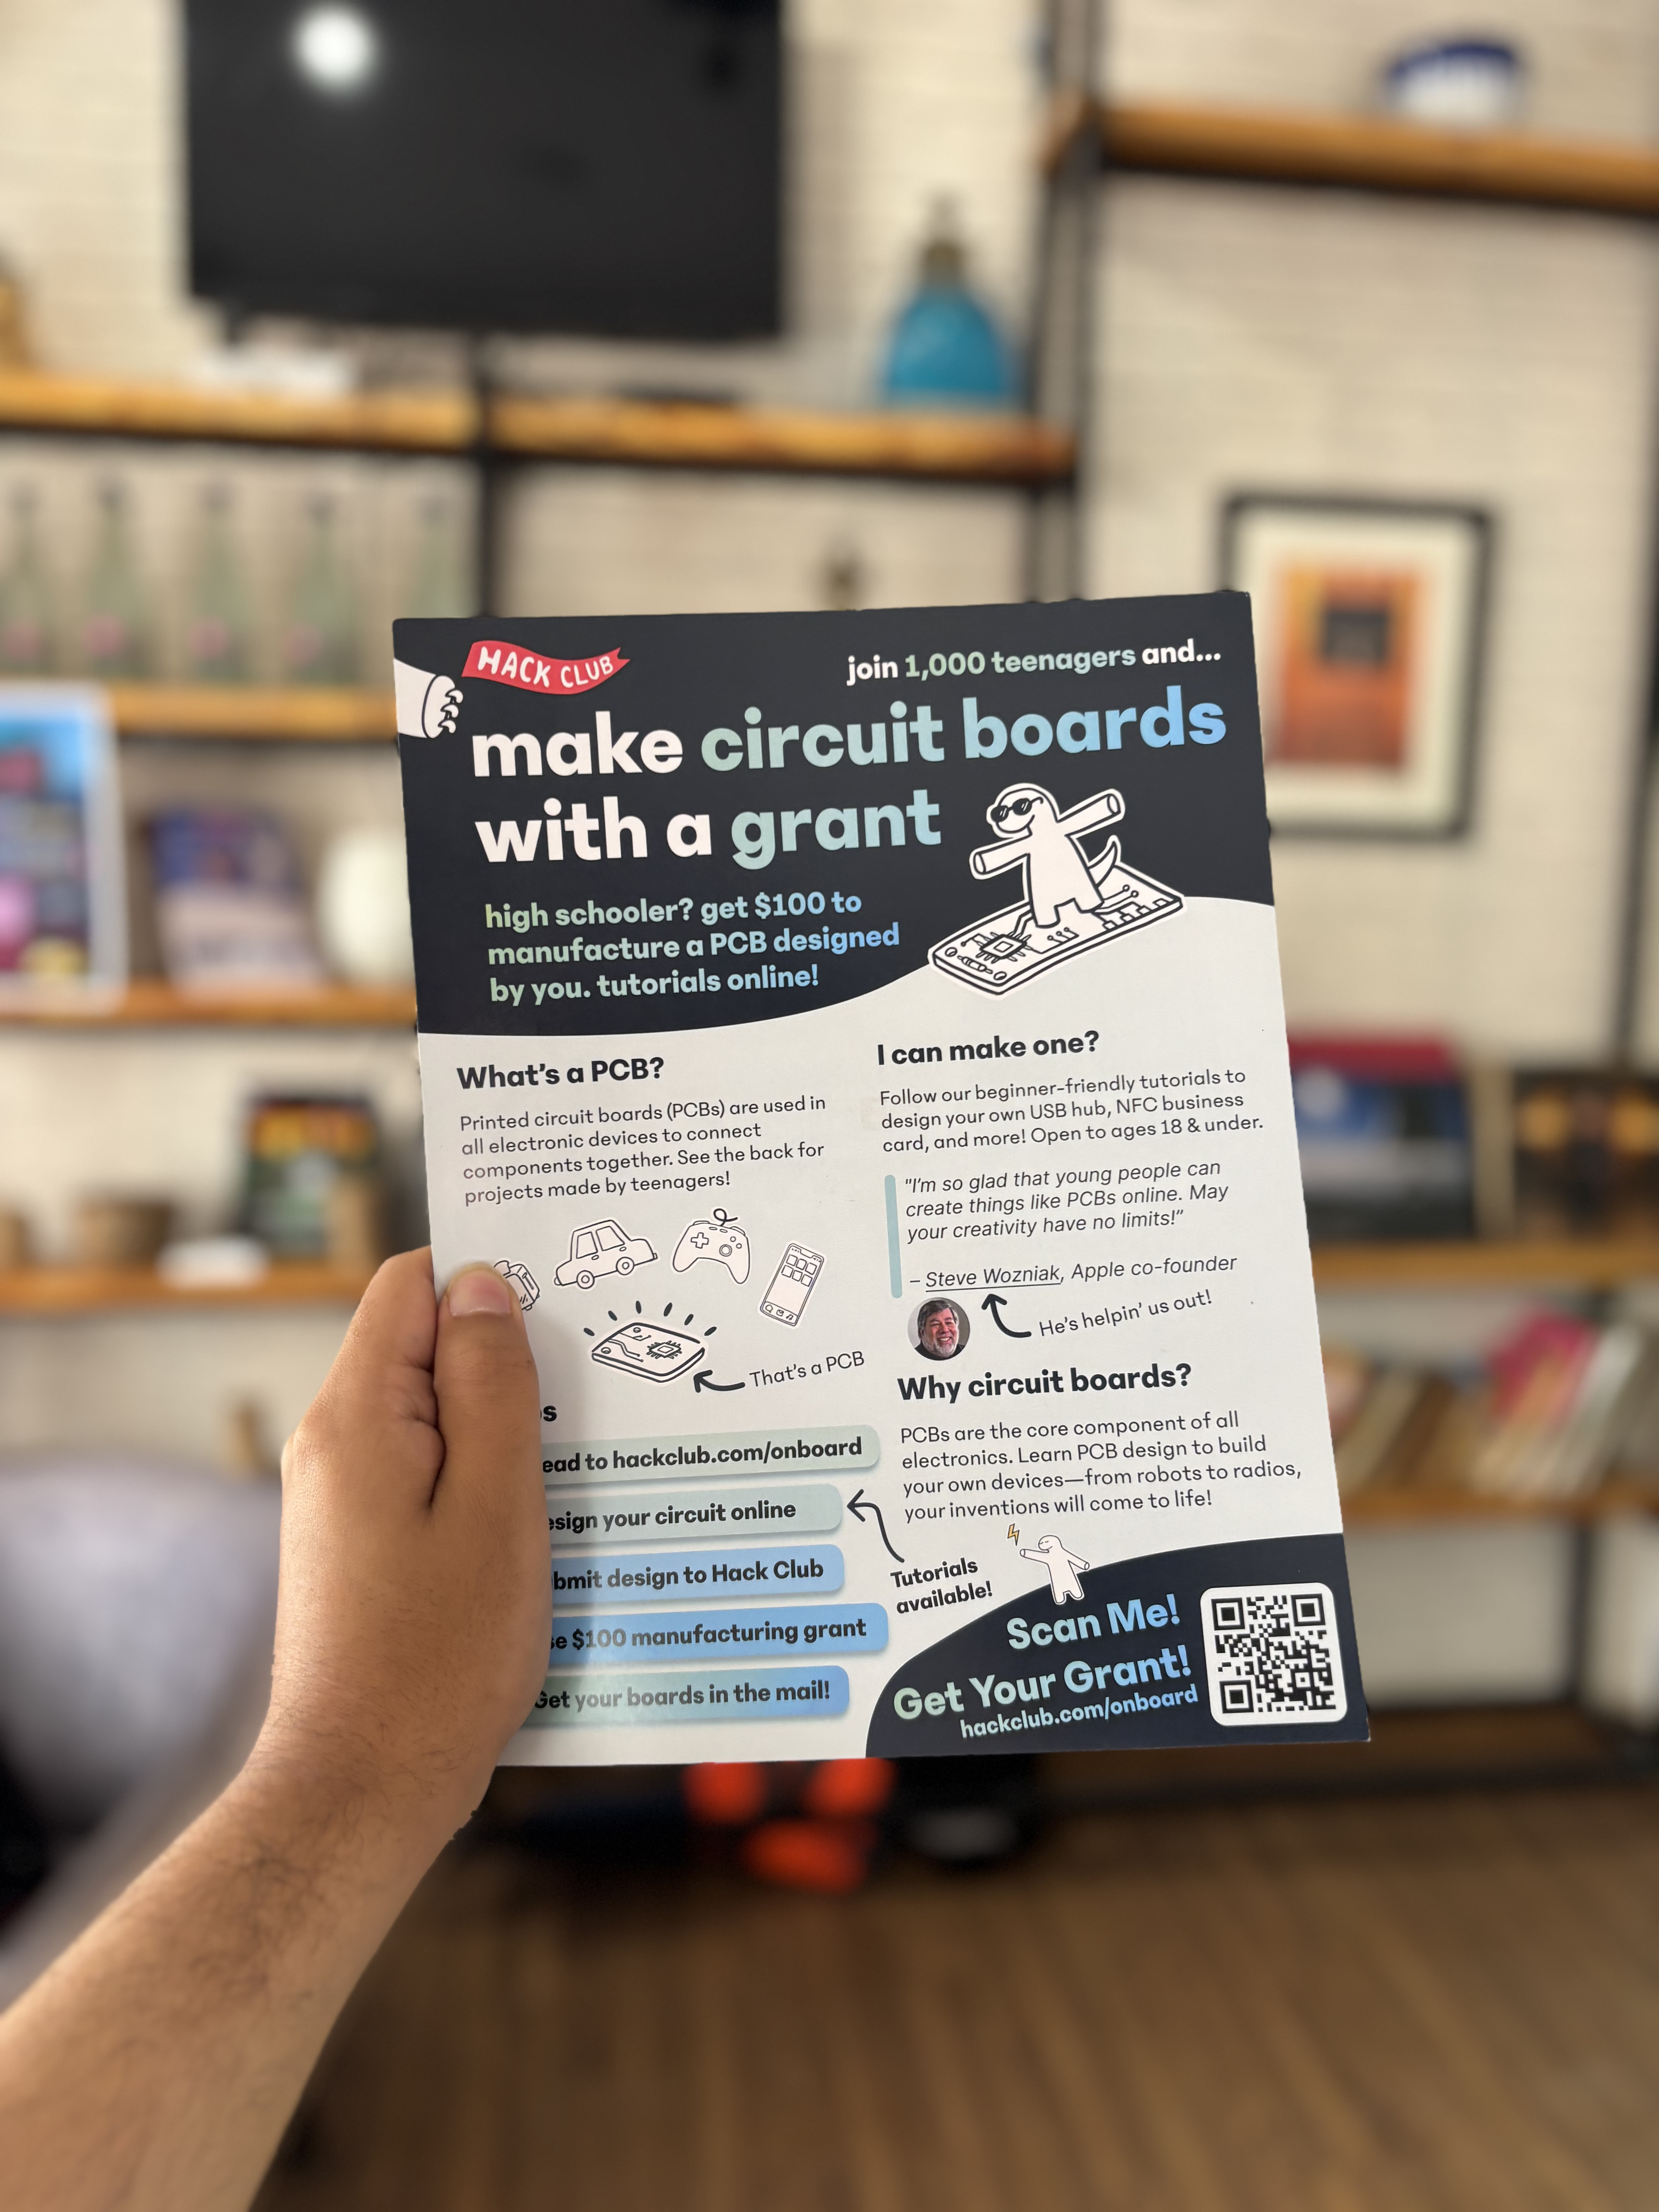 HACK CLUB
join 1,000 teenagers and...
make circuit boards
with a grant
high schooler? get $100 to
manufacture a PCB designed
by you. tutorials online!
What's a PCB?
Printed circuit boards (PCBs) are used in
all electronic devices to connect
components together. See the back for
projects made by teenagers!
That's a PCB
to hackclub.com/onboard
your circuit online
design to Hack Club
$100 manufacturing grant
Get your boards in the mail!
Tutorials
available!
I can make one?
Follow our beginner-friendly tutorials to
design your own USB hub, NFC business
card, and more! Open to ages 18 & under.
"I'm so glad that young people can
create things like PCBs online. May
your creativity have no limits!”
– Steve Wozniak, Apple co-founder
He's helpin' us out!
Why circuit boards?
PCBs are the core component of all
electronics. Learn PCB design to build
your own devices—from robots to radios,
your inventions will come to life!
Scan Me!
Get Your Grant!
hackclub.com/onboard